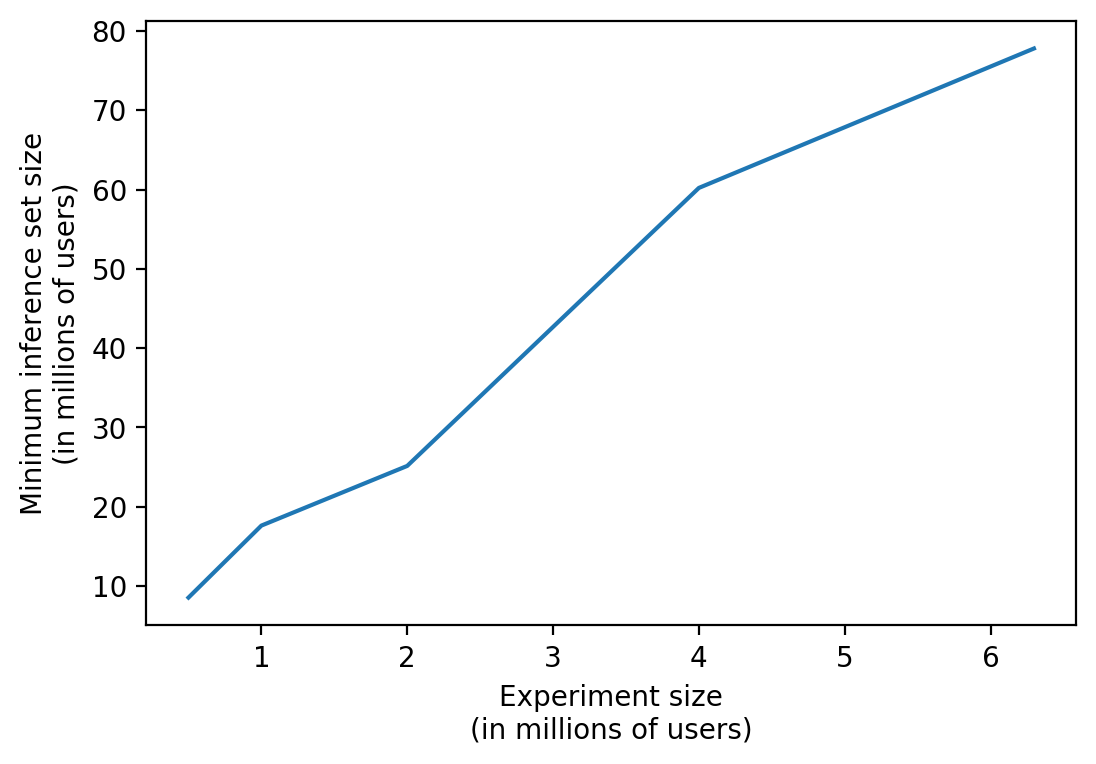 80
70
60
50
40
30
20
10
Minimum inference set size
(in millions of users)
1 2 3 4 5 6
Experiment size
(in millions of users)